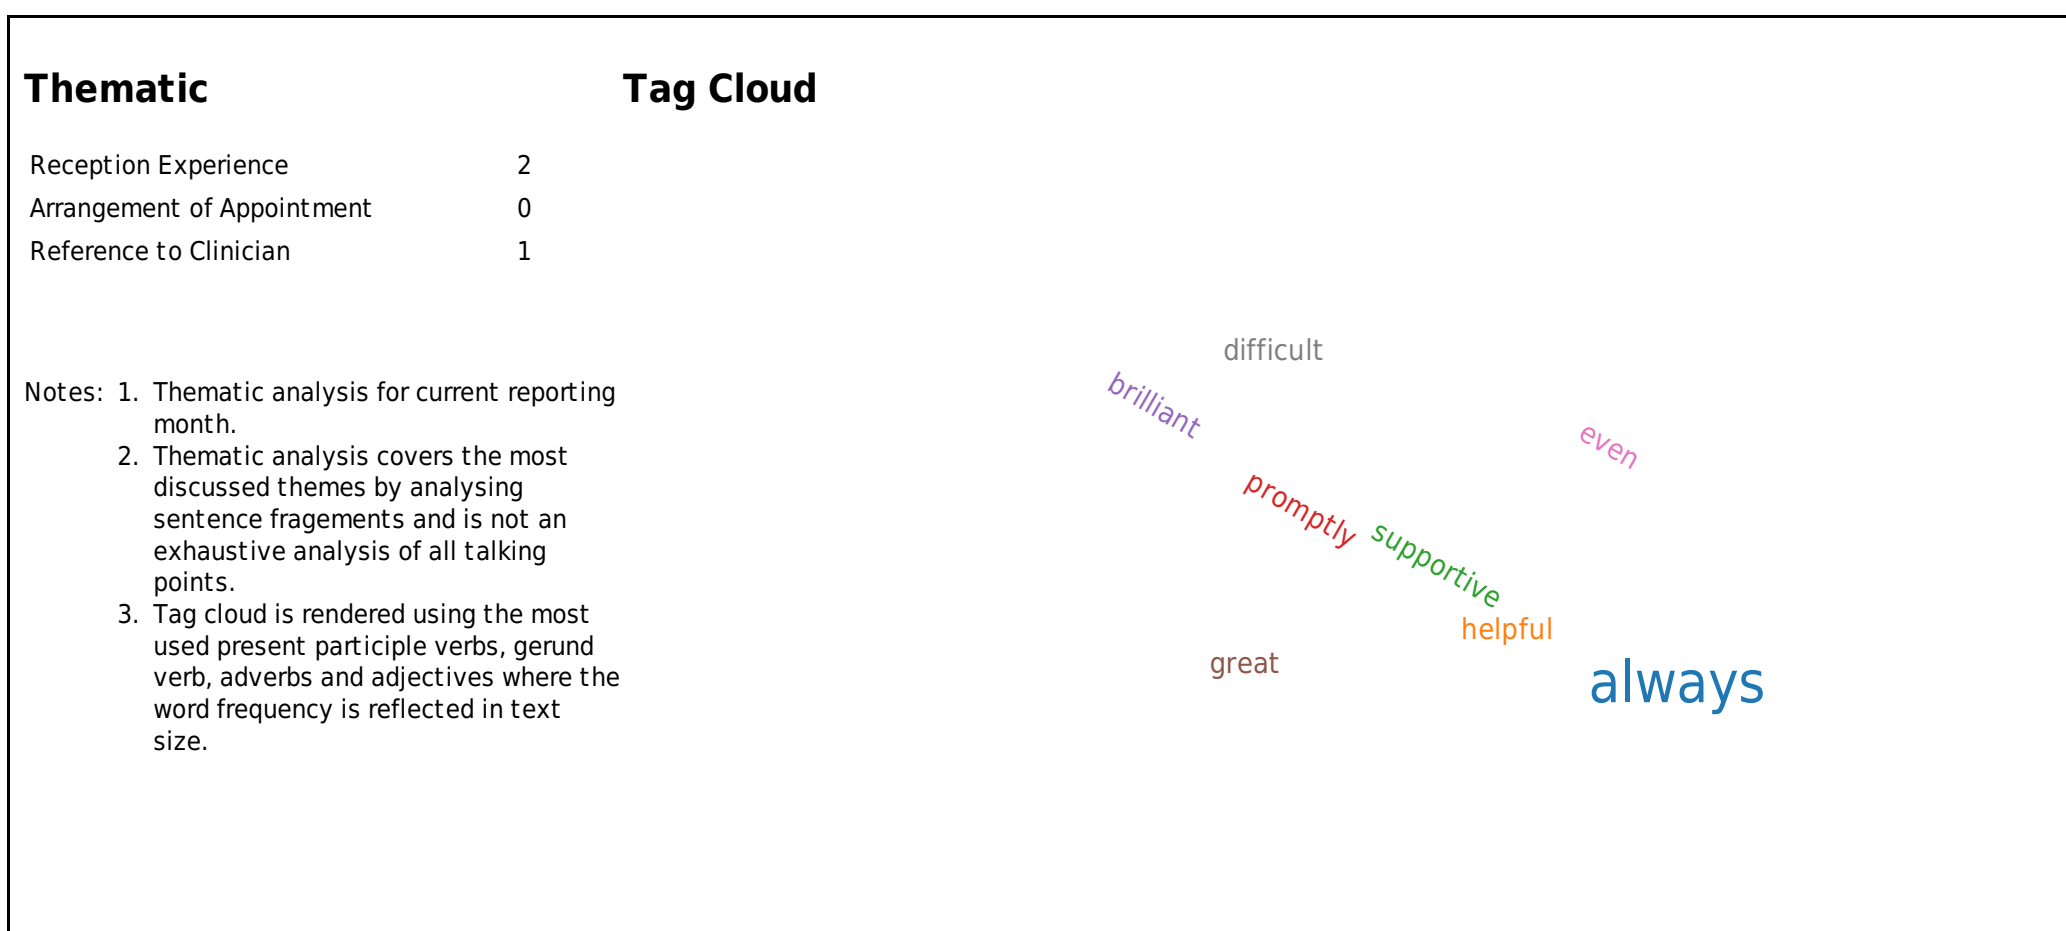 Thematic
Reception Experience 2
Arrangement of Appointment 0
Reference to Clinician 1
Notes: 1. Thematic analysis for current reporting
month.
2. Thematic analysis covers the most
discussed themes by analysing
sentence fragements and is not an
exhaustive analysis of all talking
points.
3. Tag cloud is rendered using the most
used present participle verbs, gerund
verb, adverbs and adjectives where the
word frequency is reflected in text
size.
Tag Cloud
difficult
brilliant
even
promptly
supportive
helpful
great
always